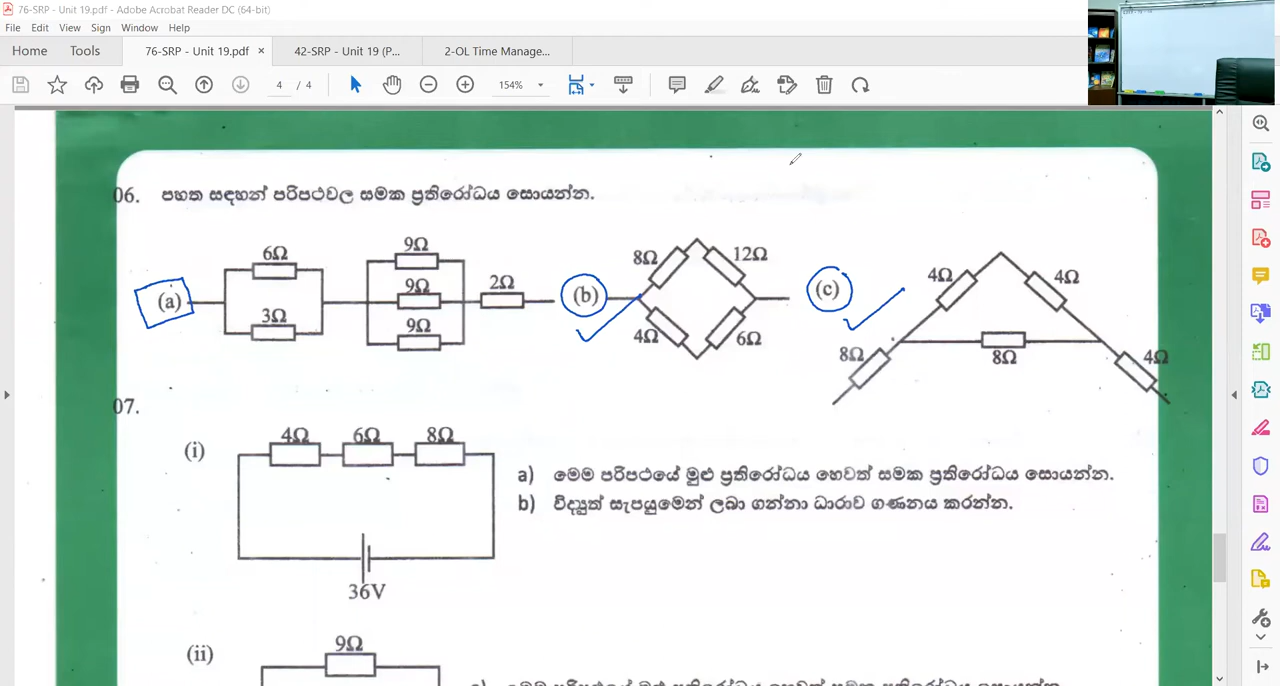 76-SRP - Unit 19.pdf - Adobe Acrobat Reader DC (64-bit)
File Edit View Sign Window Help
Home Tools 76-SRP - Unit 19.pdf × 42-SRP - Unit 19 (P... 2-OL Time Manage...
4 / 4 154%
06. පහත සඳහන් පරිපථවල සමක ප්‍රතිරෝධය සොයන්න.
(a) 6Ω 3Ω 9Ω 9Ω 9Ω 2Ω
(b) 8Ω 12Ω 4Ω 6Ω
(c) 4Ω 4Ω 8Ω 8Ω 4Ω
07.
(i) 4Ω 6Ω 8Ω
36V
a) මෙම පරිපථයේ මුළු ප්‍රතිරෝධය හෙවත් සමක ප්‍රතිරෝධය සොයන්න.
b) විද්‍යුත් සැපයුමෙන් ලබා ගන්නා ධාරාව ගණනය කරන්න.
(ii) 9Ω